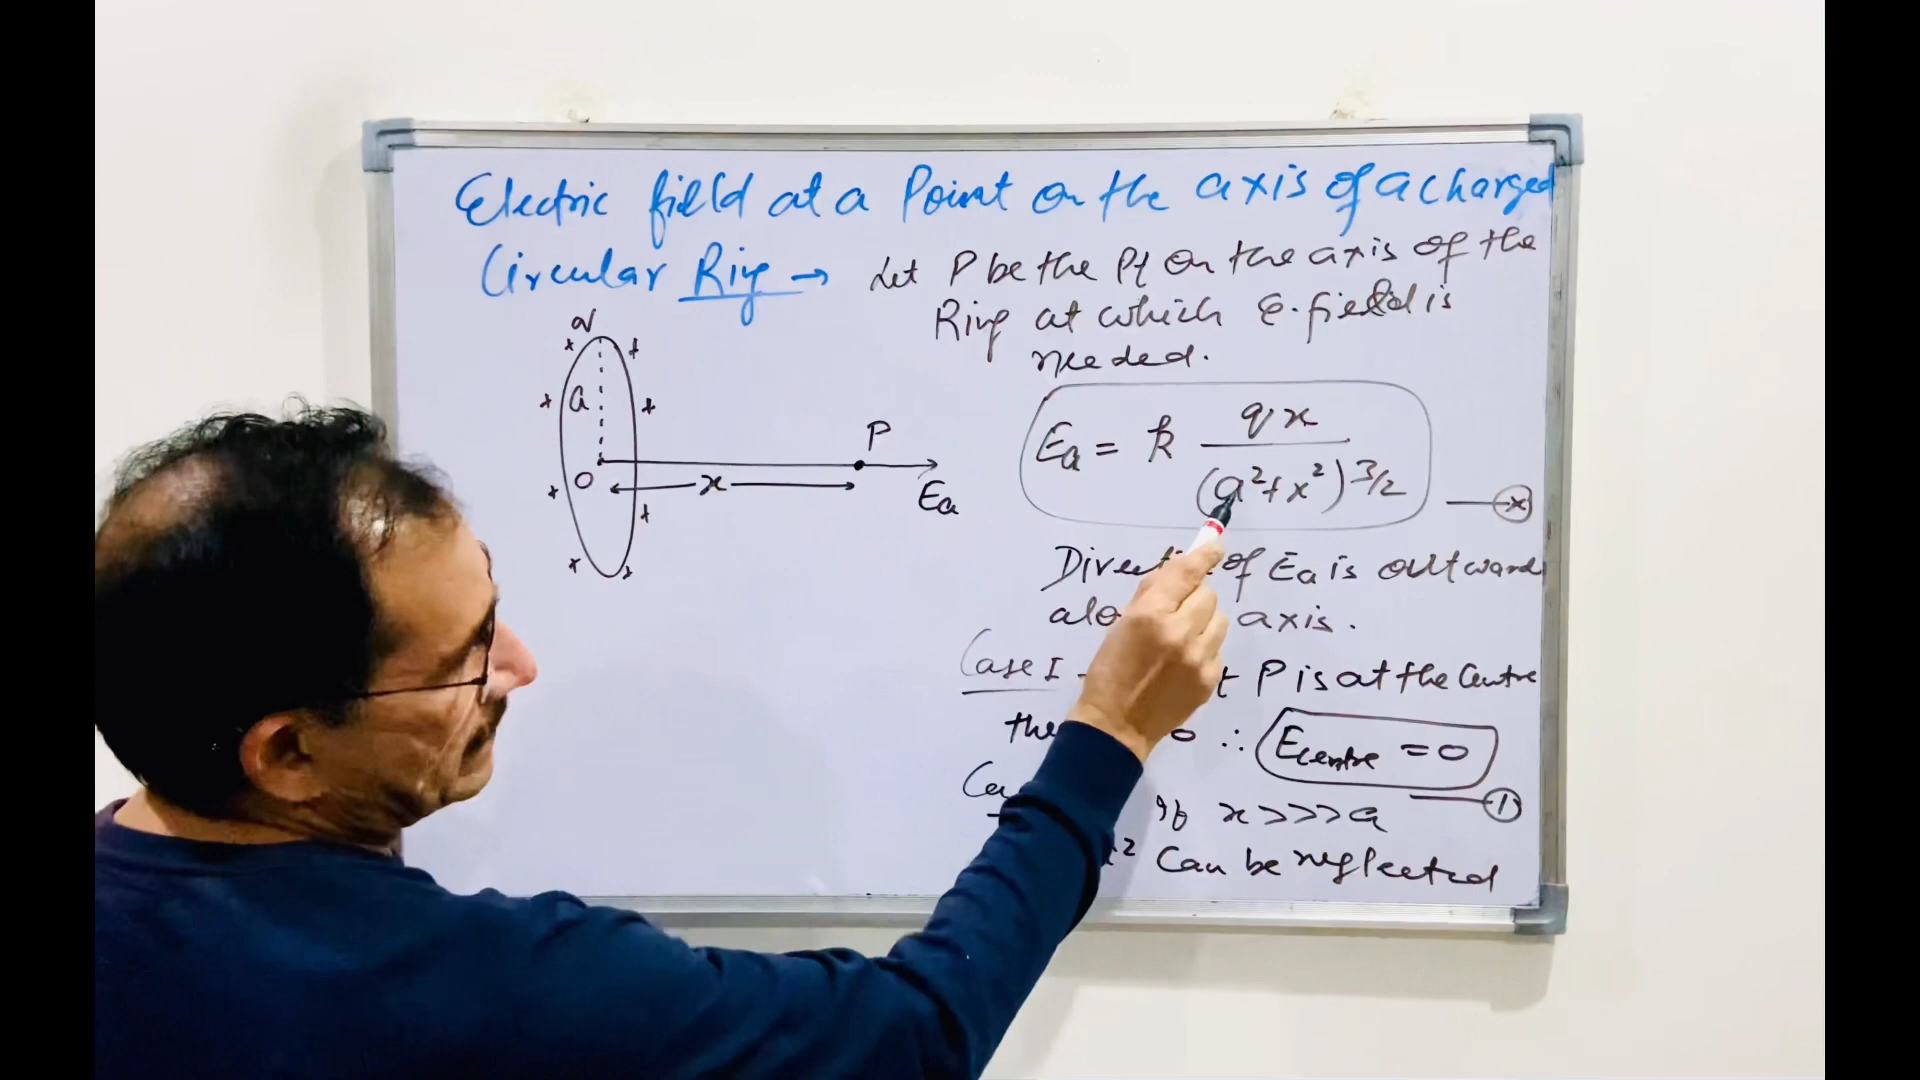 Electric field at a Point on the axis of a charged
Circular Ring → Let P be the Pt on the axis of the
Ring at which E. field is
needed.
q
a
O
x
P
Ea
Ea = k qx / (a²+x²)^3/2 — (x)
of Ea is outward
axis.
Case I P is at the Centre
∴ Ecentre = 0
— (1)
If x>>>a
² Can be neglected